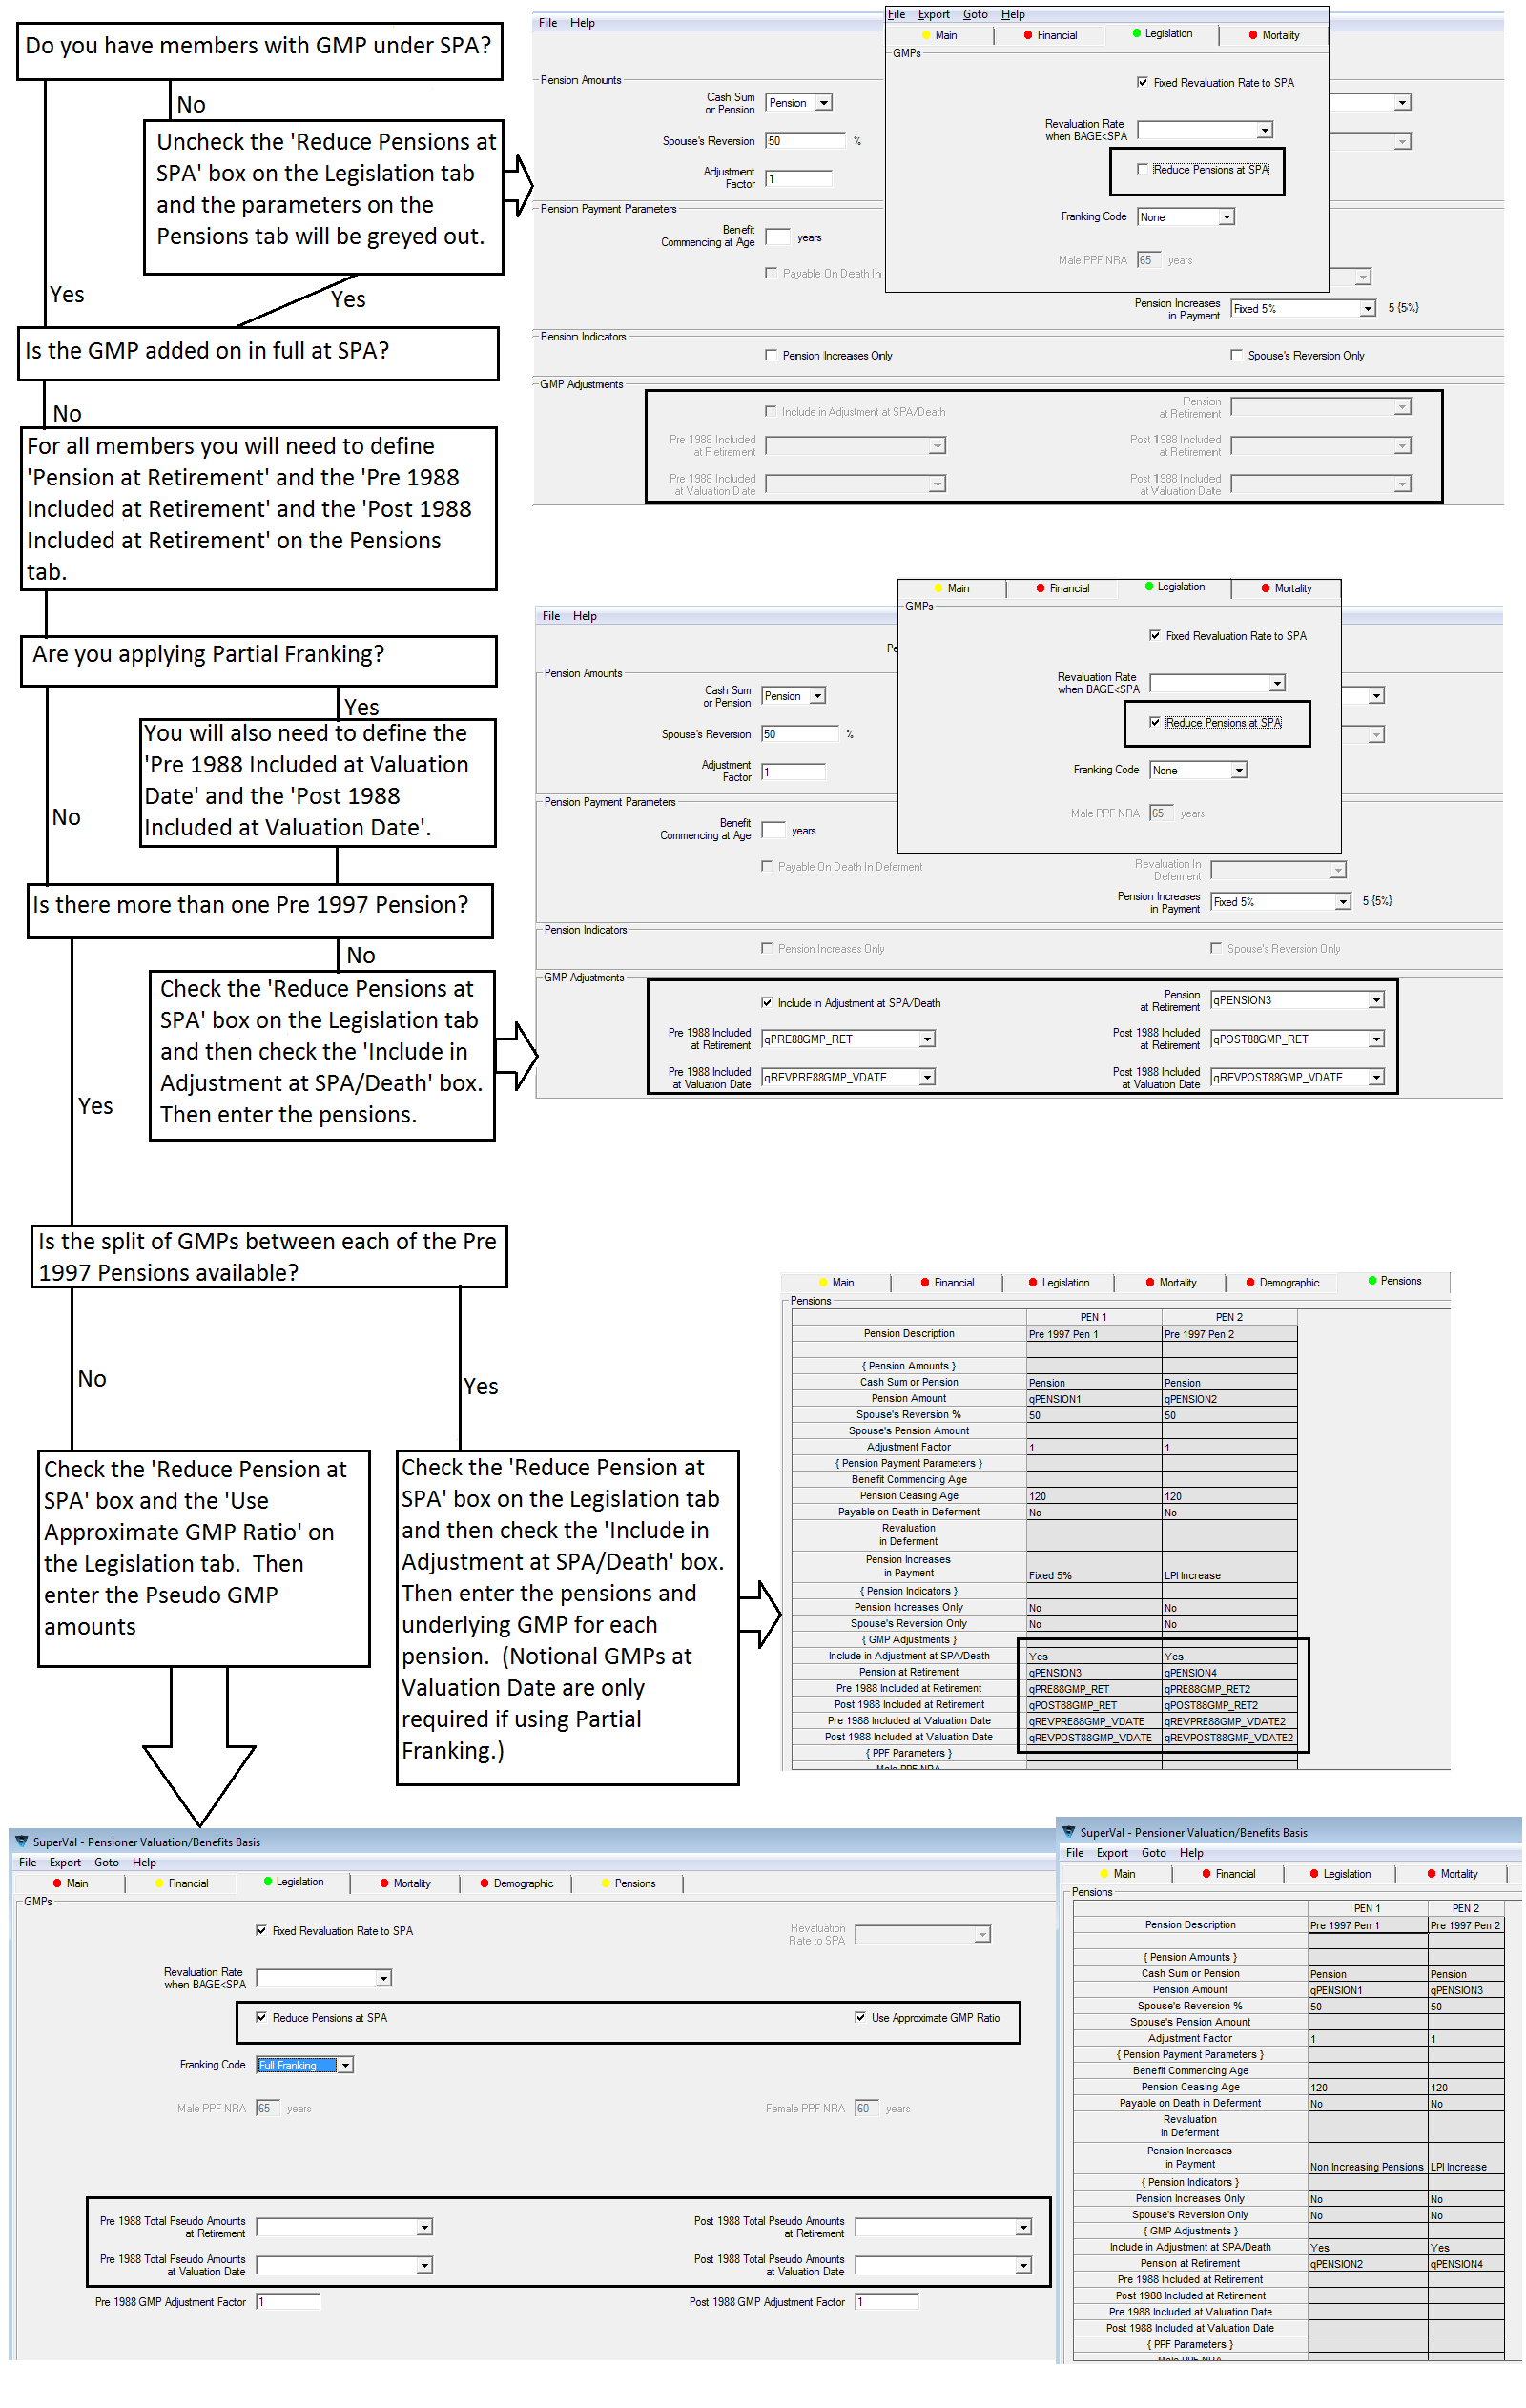 Do you have members with GMP under SPA?
No
Uncheck the 'Reduce Pensions at
SPA' box on the Legislation tab
and the parameters on the
Pensions tab will be greyed out.
Yes
Yes
Is the GMP added on in full at SPA?
No
For all members you will need to define
'Pension at Retirement' and the 'Pre 1988
Included at Retirement' and the 'Post 1988
Included at Retirement' on the Pensions
tab.
Are you applying Partial Franking?
Yes
You will also need to define the
'Pre 1988 Included at Valuation
Date' and the 'Post 1988
Included at Valuation Date'.
No
Is there more than one Pre 1997 Pension?
No
Check the 'Reduce Pensions at
SPA' box on the Legislation tab
and then check the 'Include in
Adjustment at SPA/Death' box.
Then enter the pensions.
Yes
Is the split of GMPs between each of the Pre
1997 Pensions available?
No
Yes
Check the 'Reduce Pension at
SPA' box and the 'Use
Approximate GMP Ratio' on
the Legislation tab. Then
enter the Pseudo GMP
amounts
Check the 'Reduce Pension at
SPA' box on the Legislation tab
and then check the 'Include in
Adjustment at SPA/Death' box.
Then enter the pensions and
underlying GMP for each
pension. (Notional GMPs at
Valuation Date are only
required if using Partial
Franking.)
File Help
File Export Goto Help
Main Financial Legislation Mortality
GMPs
Fixed Revaluation Rate to SPA
Revaluation Rate
when BAGE<SPA
Reduce Pensions at SPA
Franking Code None
Male PPF NRA 65 years
Pension Amounts
Cash Sum
or Pension Pension
Spouse's Reversion 50 %
Adjustment
Factor 1
Pension Payment Parameters
Benefit
Commencing at Age years
Payable On Death In
Pension Increases
in Payment Fixed 5% 5 {5%}
Pension Indicators
Pension Increases Only Spouse's Reversion Only
GMP Adjustments
Include in Adjustment at SPA/Death
Pension
at Retirement
Pre 1988 Included
at Retirement
Post 1988 Included
at Retirement
Pre 1988 Included
at Valuation Date
Post 1988 Included
at Valuation Date
Main Financial Legislation Mortality
GMPs
Fixed Revaluation Rate to SPA
Revaluation Rate
when BAGE<SPA
Reduce Pensions at SPA
Franking Code None
Male PPF NRA 65 years
File Help
Pe
Pension Amounts
Cash Sum
or Pension Pension
Spouse's Reversion 50 %
Adjustment
Factor 1
Pension Payment Parameters
Benefit
Commencing at Age years
Payable On Death In Deferment
Revaluation In
Deferment
Pension Increases
in Payment Fixed 5% 5 {5%}
Pension Indicators
Pension Increases Only Spouse's Reversion Only
GMP Adjustments
Include in Adjustment at SPA/Death
Pension
at Retirement qPENSION3
Pre 1988 Included
at Retirement qPRE88GMP_RET
Post 1988 Included
at Retirement qPOST88GMP_RET
Pre 1988 Included
at Valuation Date qREVPRE88GMP_VDATE
Post 1988 Included
at Valuation Date qREVPOST88GMP_VDATE
Main Financial Legislation Mortality Demographic Pensions
Pensions
PEN 1 PEN 2
Pension Description Pre 1997 Pen 1 Pre 1997 Pen 2
{ Pension Amounts }
Cash Sum or Pension Pension Pension
Pension Amount qPENSION1 qPENSION2
Spouse's Reversion % 50 50
Spouse's Pension Amount
Adjustment Factor 1 1
{ Pension Payment Parameters }
Benefit Commencing Age
Pension Ceasing Age 120 120
Payable on Death in Deferment No No
Revaluation
in Deferment
Pension Increases
in Payment Fixed 5% LPI Increase
{ Pension Indicators }
Pension Increases Only No No
Spouse's Reversion Only No No
{ GMP Adjustments }
Include in Adjustment at SPA/Death Yes Yes
Pension at Retirement qPENSION3 qPENSION4
Pre 1988 Included at Retirement qPRE88GMP_RET qPRE88GMP_RET2
Post 1988 Included at Retirement qPOST88GMP_RET qPOST88GMP_RET2
Pre 1988 Included at Valuation Date qREVPRE88GMP_VDATE qREVPRE88GMP_VDATE2
Post 1988 Included at Valuation Date qREVPOST88GMP_VDATE qREVPOST88GMP_VDATE2
{ PPF Parameters }
Male PPF NRA
SuperVal - Pensioner Valuation/Benefits Basis
File Export Goto Help
Main Financial Legislation Mortality Demographic Pensions
GMPs
Fixed Revaluation Rate to SPA
Revaluation
Rate to SPA
Revaluation Rate
when BAGE<SPA
Reduce Pensions at SPA Use Approximate GMP Ratio
Franking Code Full Franking
Male PPF NRA 65 years Female PPF NRA 60 years
Pre 1988 Total Pseudo Amounts
at Retirement
Post 1988 Total Pseudo Amounts
at Retirement
Pre 1988 Total Pseudo Amounts
at Valuation Date
Post 1988 Total Pseudo Amounts
at Valuation Date
Pre 1988 GMP Adjustment Factor 1 Post 1988 GMP Adjustment Factor 1
SuperVal - Pensioner Valuation/Benefits Basis
File Export Goto Help
Main Financial Legislation Mortality
Pensions
PEN 1 PEN 2
Pension Description Pre 1997 Pen 1 Pre 1997 Pen 2
{ Pension Amounts }
Cash Sum or Pension Pension Pension
Pension Amount qPENSION1 qPENSION3
Spouse's Reversion % 50 50
Spouse's Pension Amount
Adjustment Factor 1 1
{ Pension Payment Parameters }
Benefit Commencing Age
Pension Ceasing Age 120 120
Payable on Death in Deferment No No
Revaluation
in Deferment
Pension Increases
in Payment Non Increasing Pensions LPI Increase
{ Pension Indicators }
Pension Increases Only No No
Spouse's Reversion Only No No
{ GMP Adjustments }
Include in Adjustment at SPA/Death Yes Yes
Pension at Retirement qPENSION2 qPENSION4
Pre 1988 Included at Retirement
Post 1988 Included at Retirement
Pre 1988 Included at Valuation Date
Post 1988 Included at Valuation Date
{ PPF Parameters }
Male PPF NRA